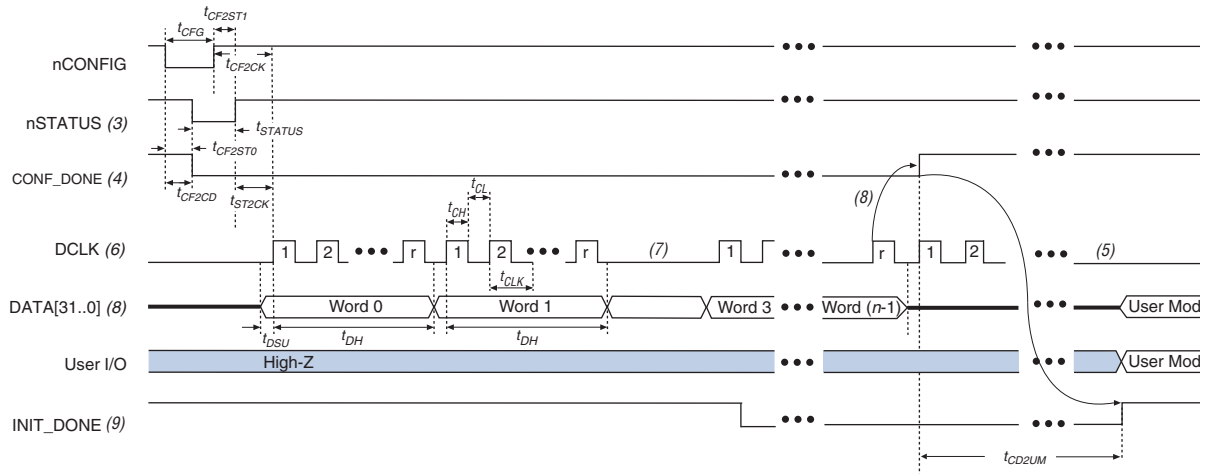 tCF2ST1
tCFG
nCONFIG
tCF2CK
nSTATUS (3)
tSTATUS
tCF2ST0
CONF_DONE (4)
tCF2CD
tST2CK
tCL
tCH
(8)
DCLK (6)
1 2 r 1 2 r (7) 1 r 1 2 (5)
tCLK
DATA[31..0] (8)
Word 0 Word 1 Word 3 Word (n-1) User Mod
tDSU tDH tDH
User I/O
High-Z User Mod
INIT_DONE (9)
tCD2UM